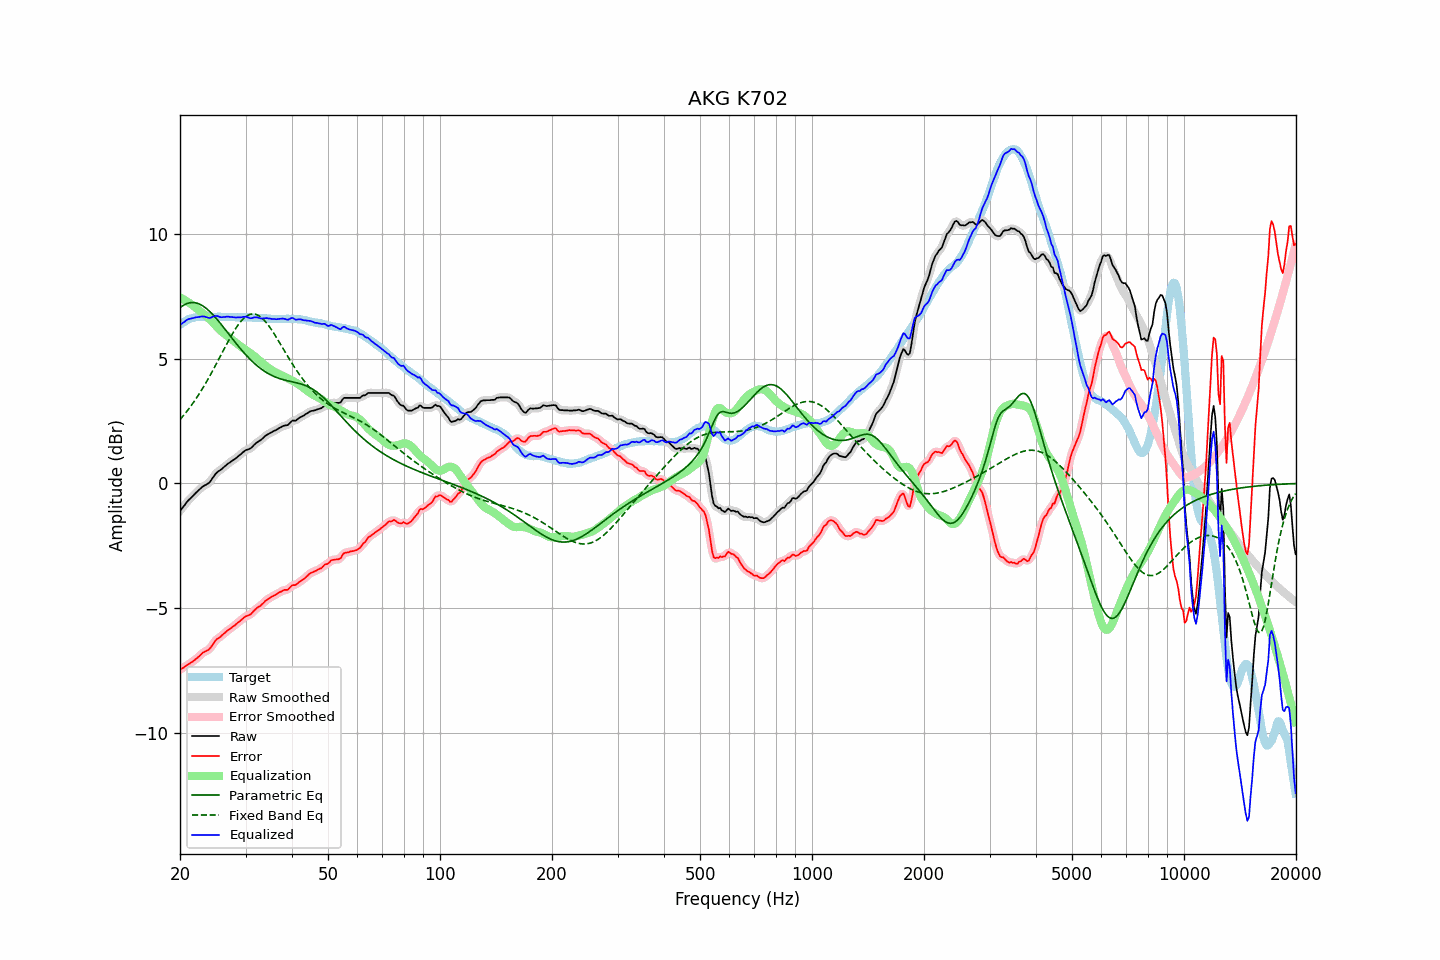 AKG K702
Amplitude (dBr)
10
5
0
−5
−10
Target
Raw Smoothed
Error Smoothed
Raw
Error
Equalization
Parametric Eq
Fixed Band Eq
Equalized
20 50 100 200 500 1000 2000 5000 10000 20000
Frequency (Hz)